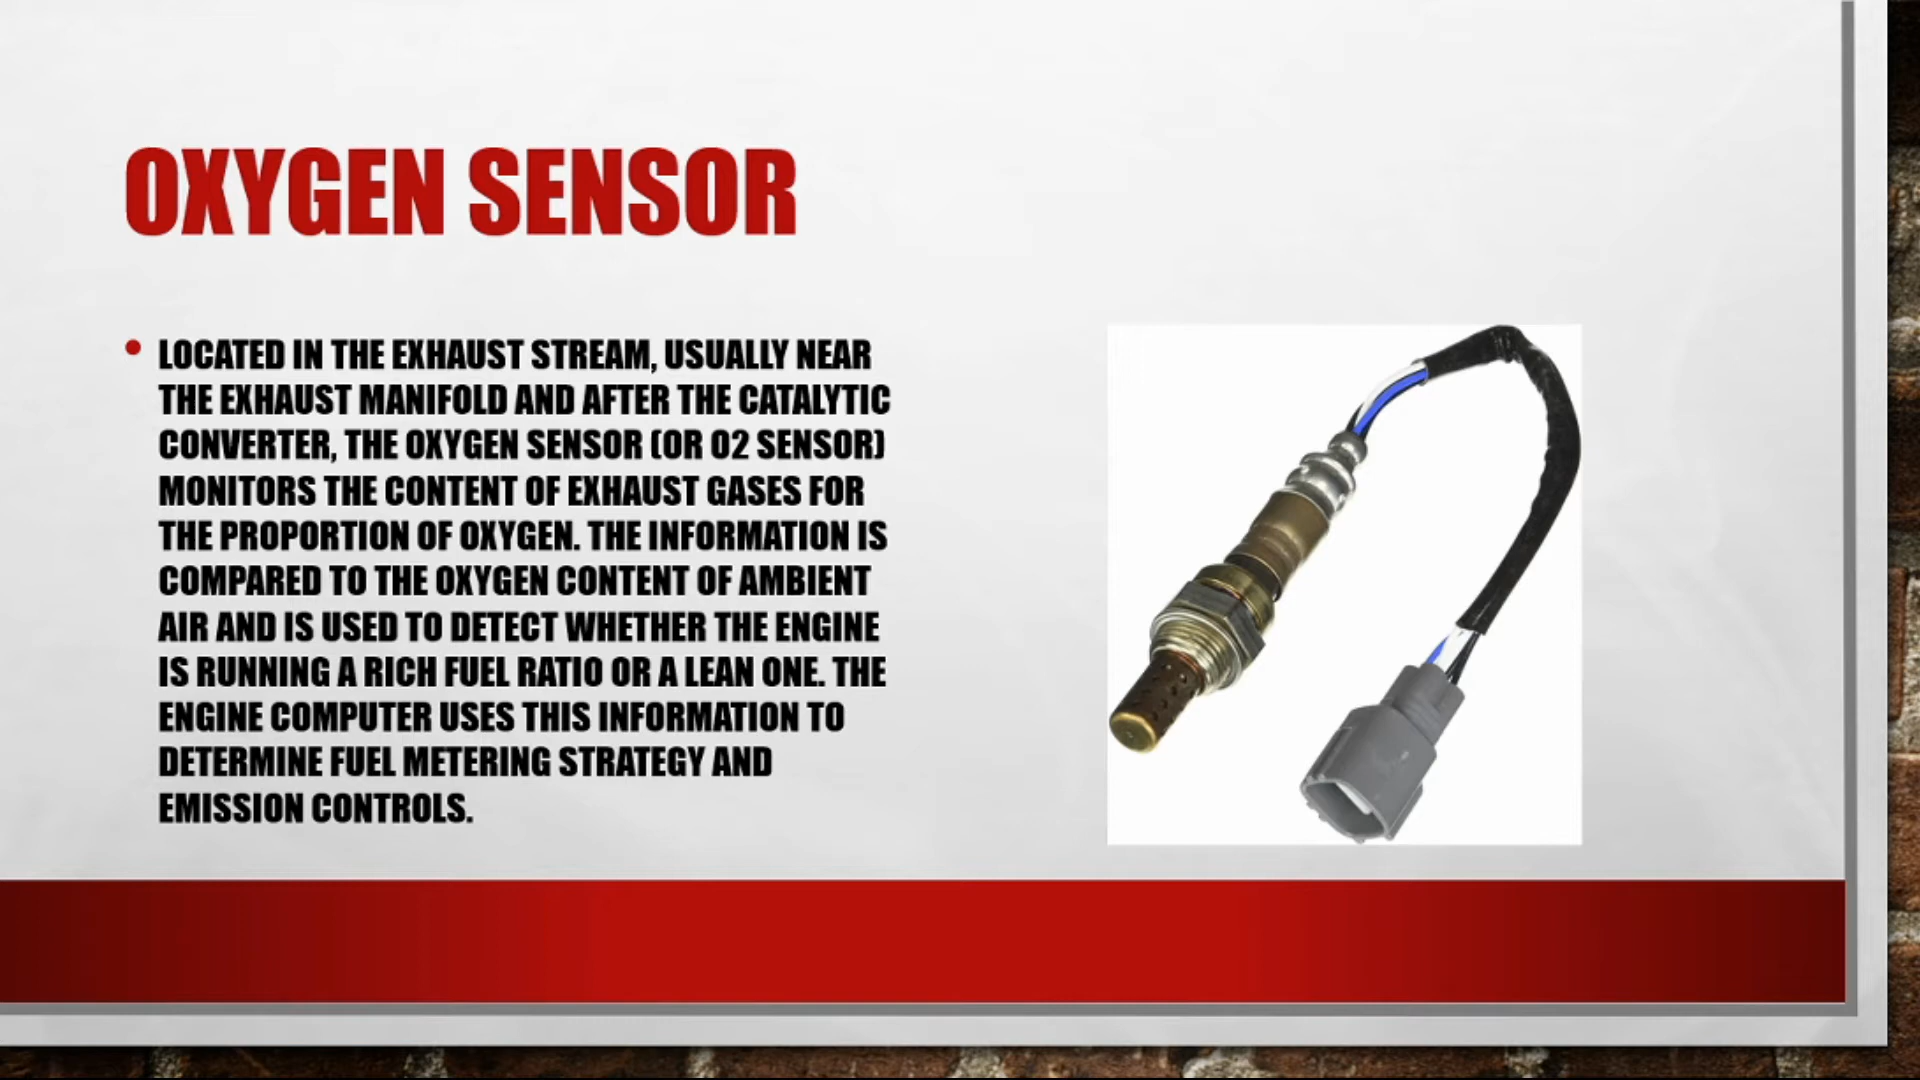 OXYGEN SENSOR
• LOCATED IN THE EXHAUST STREAM, USUALLY NEAR
THE EXHAUST MANIFOLD AND AFTER THE CATALYTIC
CONVERTER, THE OXYGEN SENSOR (OR O2 SENSOR)
MONITORS THE CONTENT OF EXHAUST GASES FOR
THE PROPORTION OF OXYGEN. THE INFORMATION IS
COMPARED TO THE OXYGEN CONTENT OF AMBIENT
AIR AND IS USED TO DETECT WHETHER THE ENGINE
IS RUNNING A RICH FUEL RATIO OR A LEAN ONE. THE
ENGINE COMPUTER USES THIS INFORMATION TO
DETERMINE FUEL METERING STRATEGY AND
EMISSION CONTROLS.